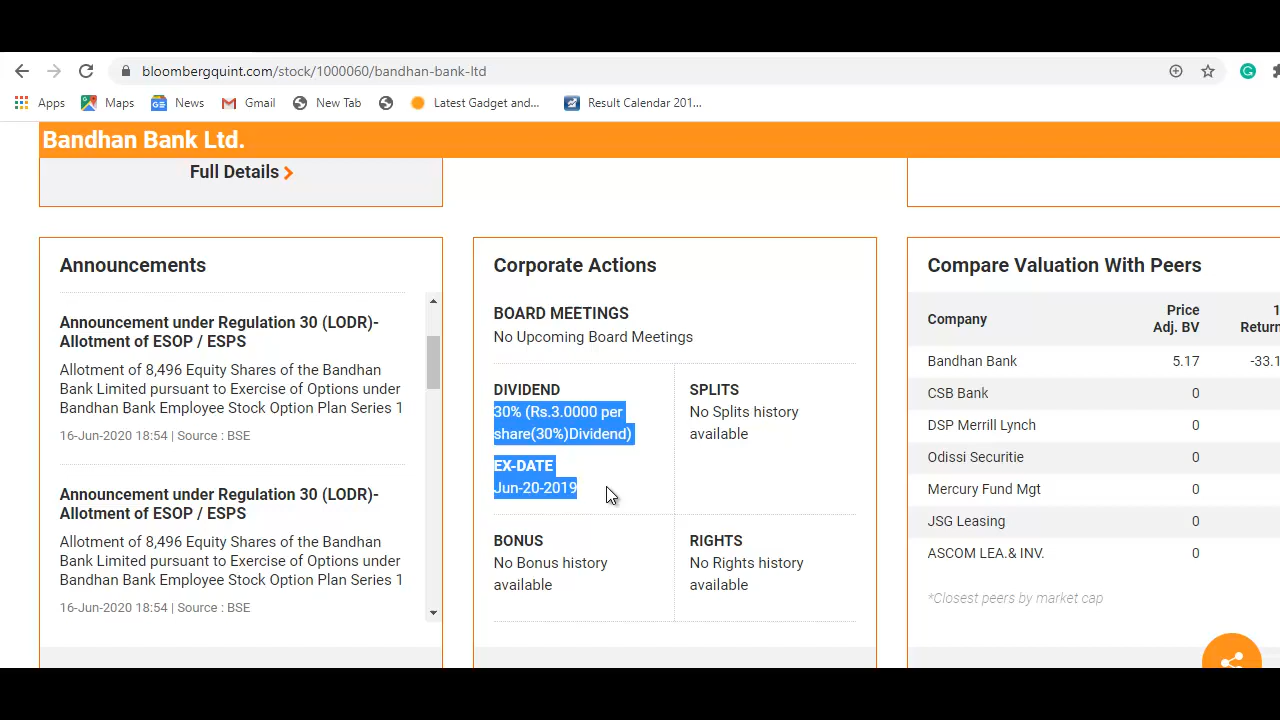 bloombergquint.com/stock/1000060/bandhan-bank-ltd
Apps Maps News Gmail New Tab Latest Gadget and... Result Calendar 201...
Bandhan Bank Ltd.
Full Details
Announcements
Announcement under Regulation 30 (LODR)-
Allotment of ESOP / ESPS
Allotment of 8,496 Equity Shares of the Bandhan
Bank Limited pursuant to Exercise of Options under
Bandhan Bank Employee Stock Option Plan Series 1
16-Jun-2020 18:54 | Source : BSE
Announcement under Regulation 30 (LODR)-
Allotment of ESOP / ESPS
Allotment of 8,496 Equity Shares of the Bandhan
Bank Limited pursuant to Exercise of Options under
Bandhan Bank Employee Stock Option Plan Series 1
16-Jun-2020 18:54 | Source : BSE
Corporate Actions
BOARD MEETINGS
No Upcoming Board Meetings
DIVIDEND
30% (Rs.3.0000 per
share(30%)Dividend)
EX-DATE
Jun-20-2019
SPLITS
No Splits history
available
BONUS
No Bonus history
available
RIGHTS
No Rights history
available
Compare Valuation With Peers
Company Price Adj. BV 1 Return
Bandhan Bank 5.17 -33.1
CSB Bank 0
DSP Merrill Lynch 0
Odissi Securitie 0
Mercury Fund Mgt 0
JSG Leasing 0
ASCOM LEA.& INV. 0
*Closest peers by market cap